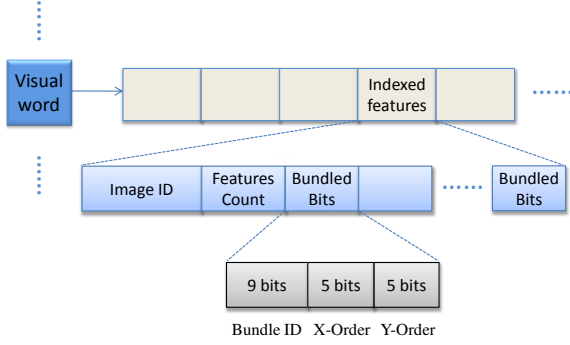 Visual
word
Indexed
features
Image ID
Features
Count
Bundled
Bits
Bundled
Bits
9 bits
5 bits
5 bits
Bundle ID
X-Order
Y-Order